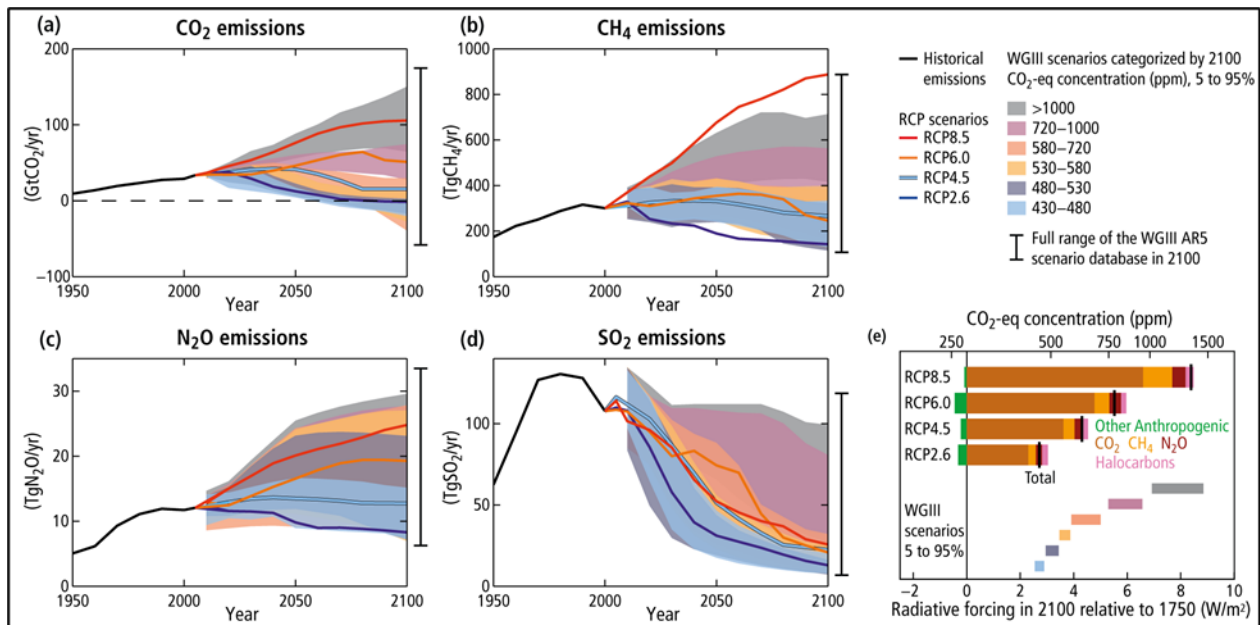 (a) CO₂ emissions
200
100
0
−100
(GtCO₂/yr)
1950 2000 2050 2100
Year
(b) CH₄ emissions
1000
800
600
400
200
0
(TgCH₄/yr)
1950 2000 2050 2100
Year
Historical
emissions
RCP scenarios
RCP8.5
RCP6.0
RCP4.5
RCP2.6
WGIII scenarios categorized by 2100
CO₂-eq concentration (ppm), 5 to 95%
>1000
720−1000
580−720
530−580
480−530
430−480
Full range of the WGIII AR5
scenario database in 2100
(c) N₂O emissions
30
20
10
0
(TgN₂O/yr)
1950 2000 2050 2100
Year
(d) SO₂ emissions
100
50
0
(TgSO₂/yr)
1950 2000 2050 2100
Year
(e)
CO₂-eq concentration (ppm)
250 500 750 1000 1500
RCP8.5
RCP6.0
RCP4.5
RCP2.6
Other Anthropogenic
CO₂ CH₄ N₂O
Halocarbons
Total
WGIII
scenarios
5 to 95%
−2 0 2 4 6 8 10
Radiative forcing in 2100 relative to 1750 (W/m²)